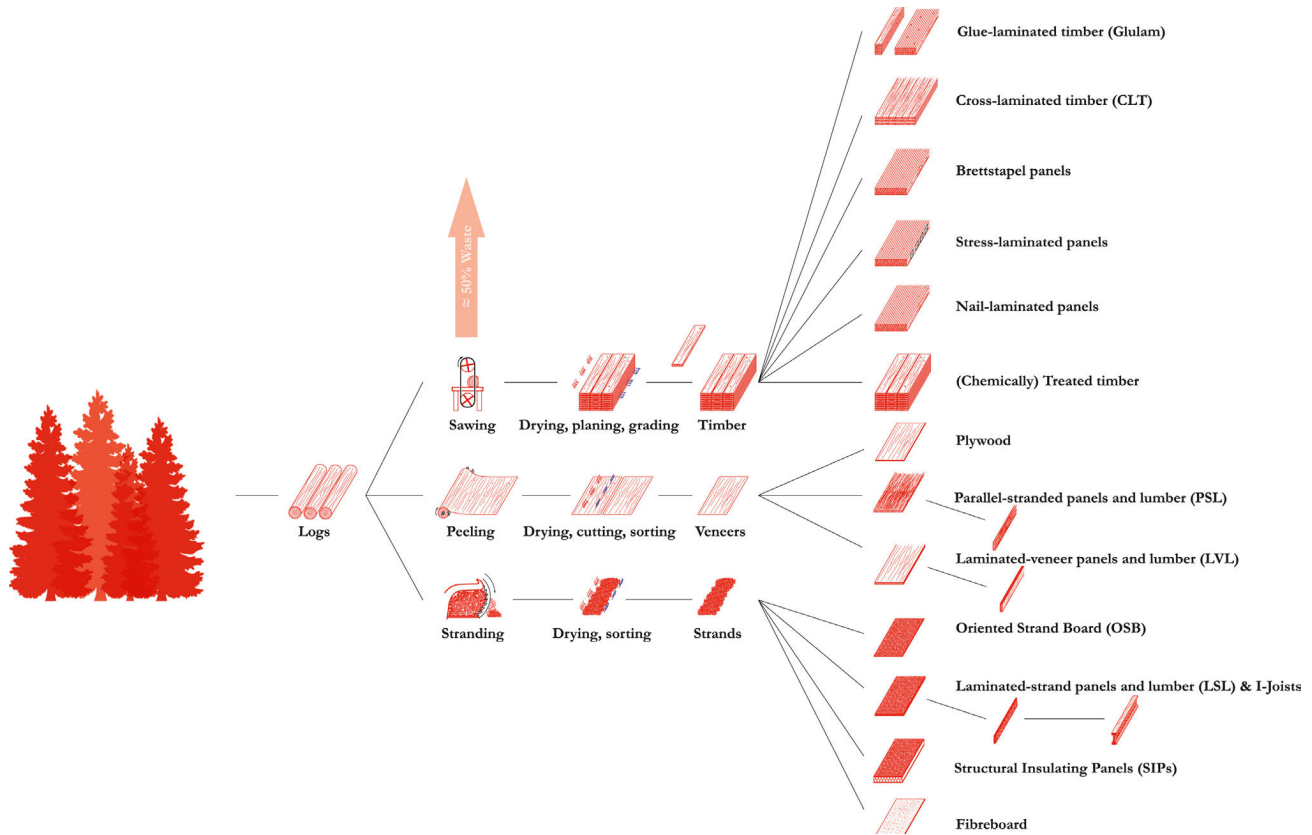 Glue-laminated timber (Glulam)
Cross-laminated timber (CLT)
Brettstapel panels
Stress-laminated panels
Nail-laminated panels
(Chemically) Treated timber
≈ 50% Waste
Sawing
Drying, planing, grading
Timber
Plywood
Parallel-stranded panels and lumber (PSL)
Logs
Peeling
Drying, cutting, sorting
Veneers
Laminated-veneer panels and lumber (LVL)
Stranding
Drying, sorting
Strands
Oriented Strand Board (OSB)
Laminated-strand panels and lumber (LSL) & I-Joists
Structural Insulating Panels (SIPs)
Fibreboard